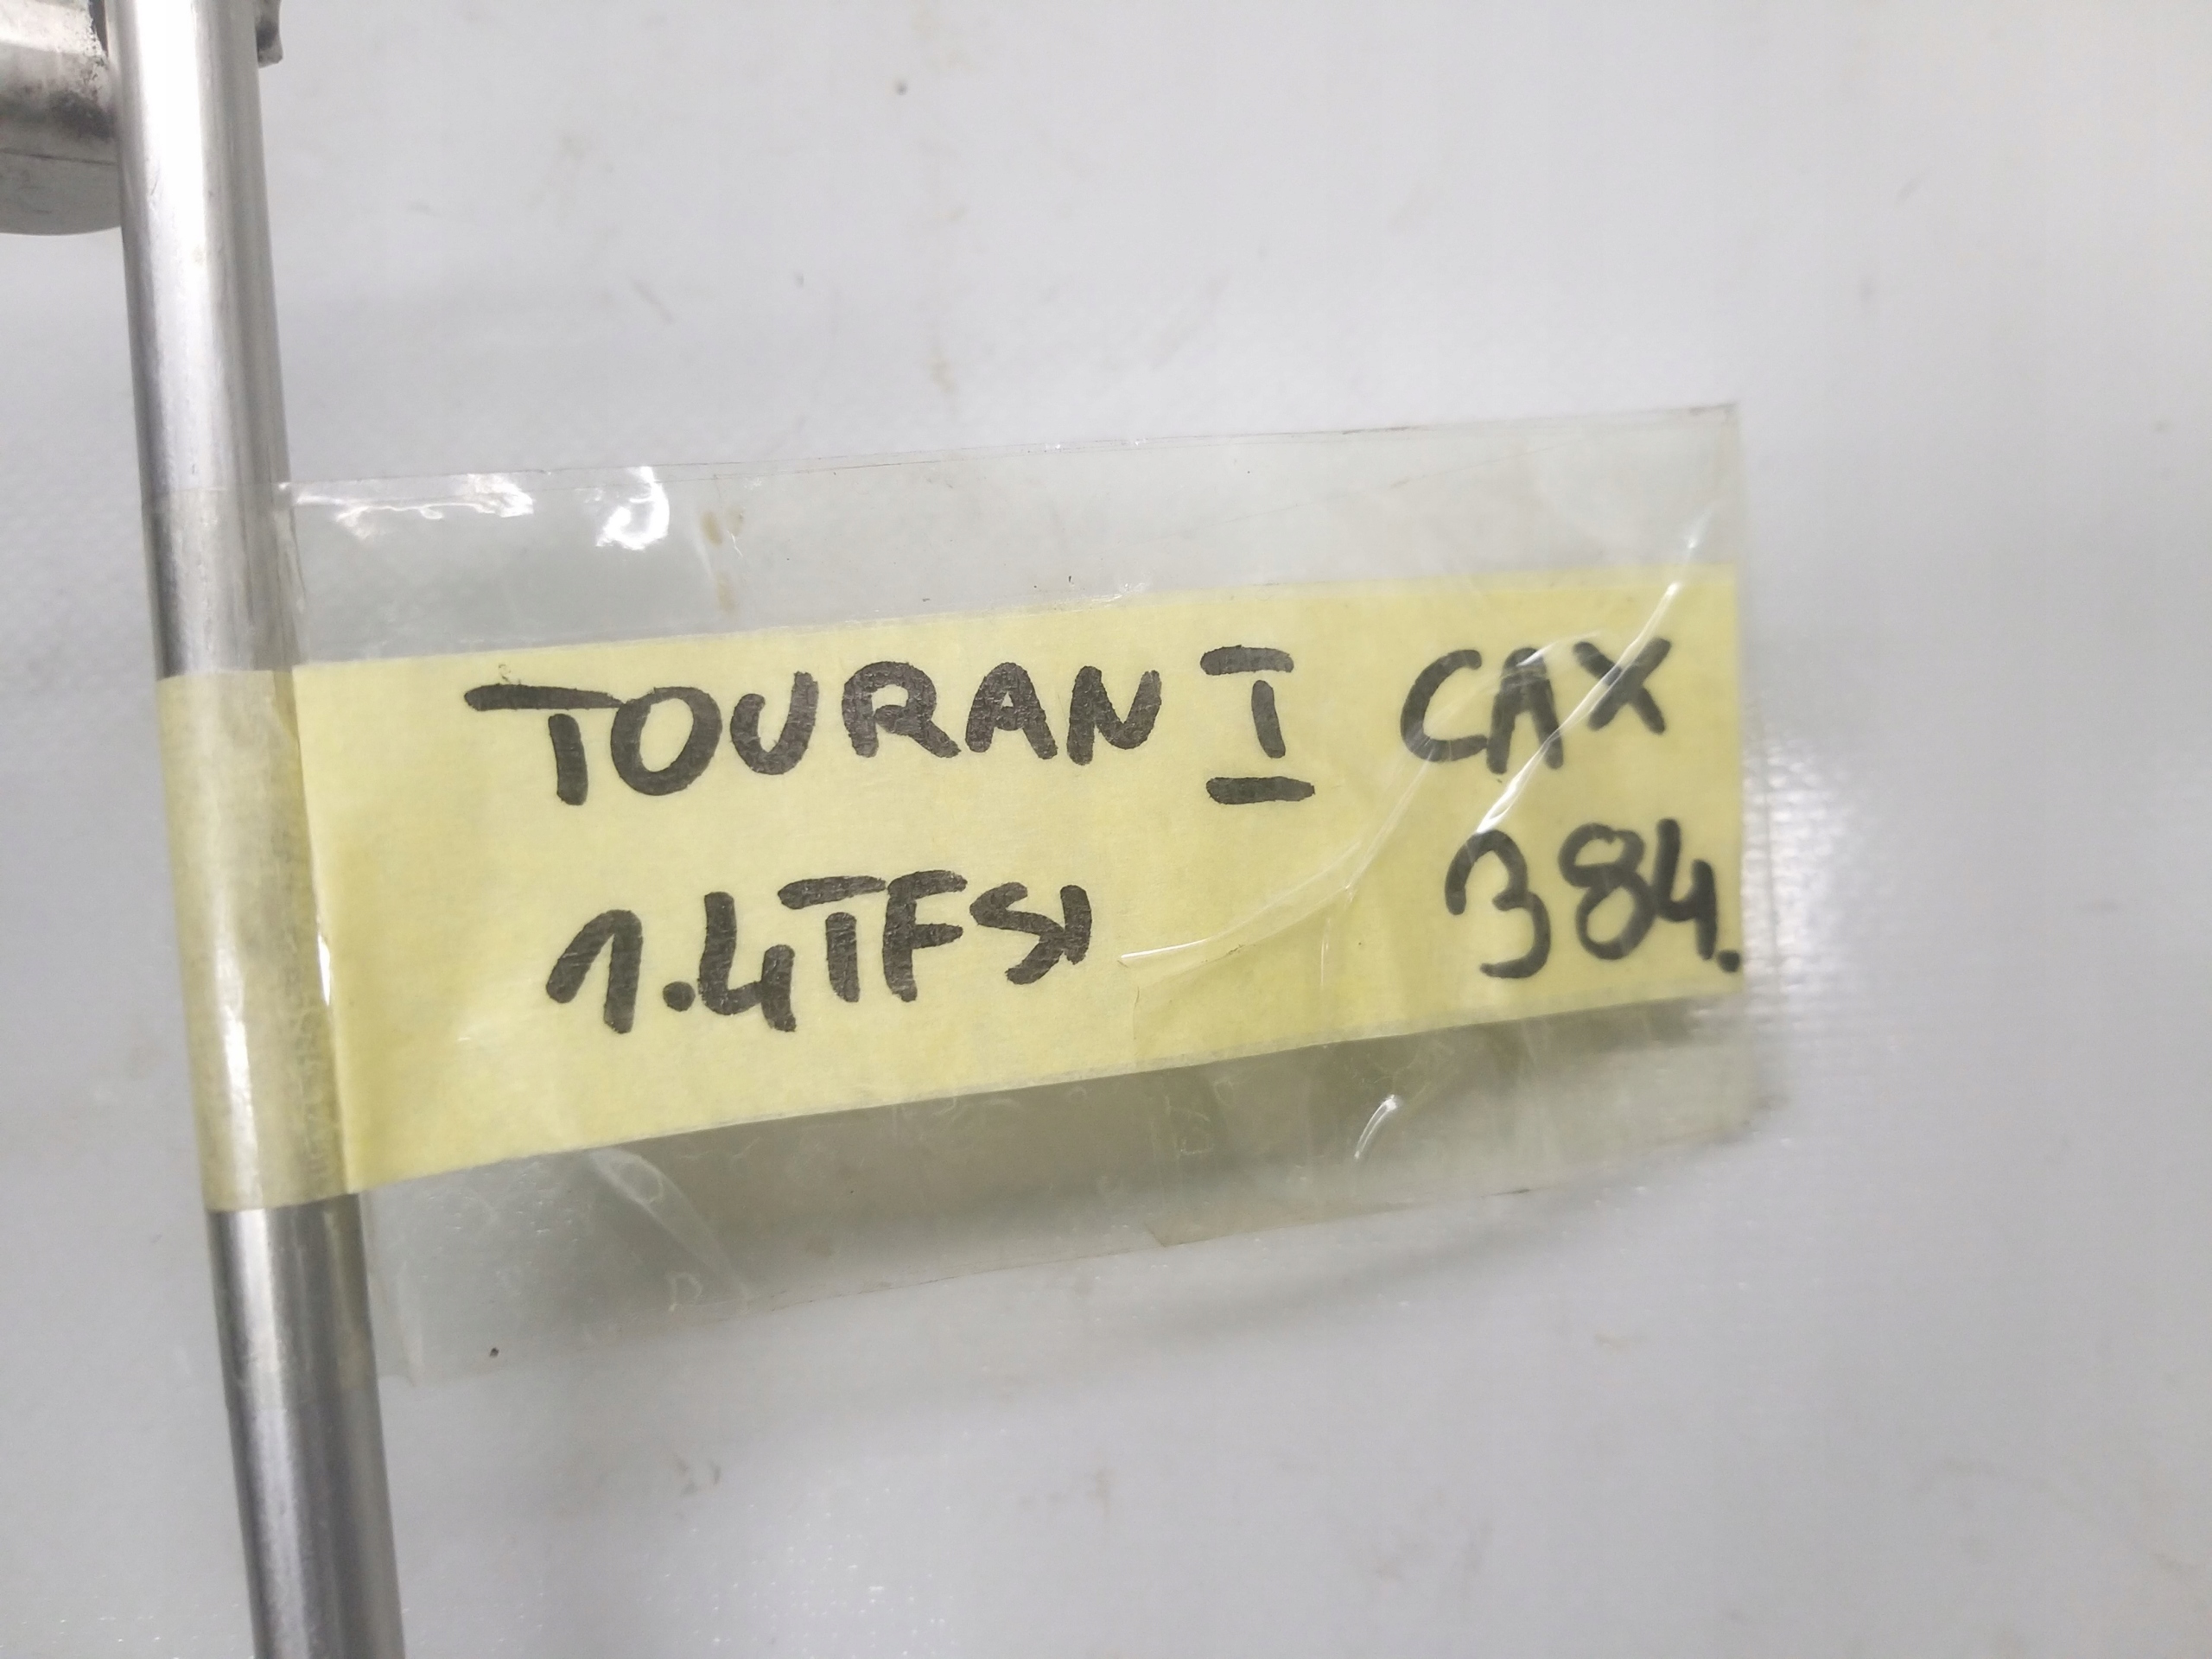 TOURAN I CAX
1.4TFSI 384.